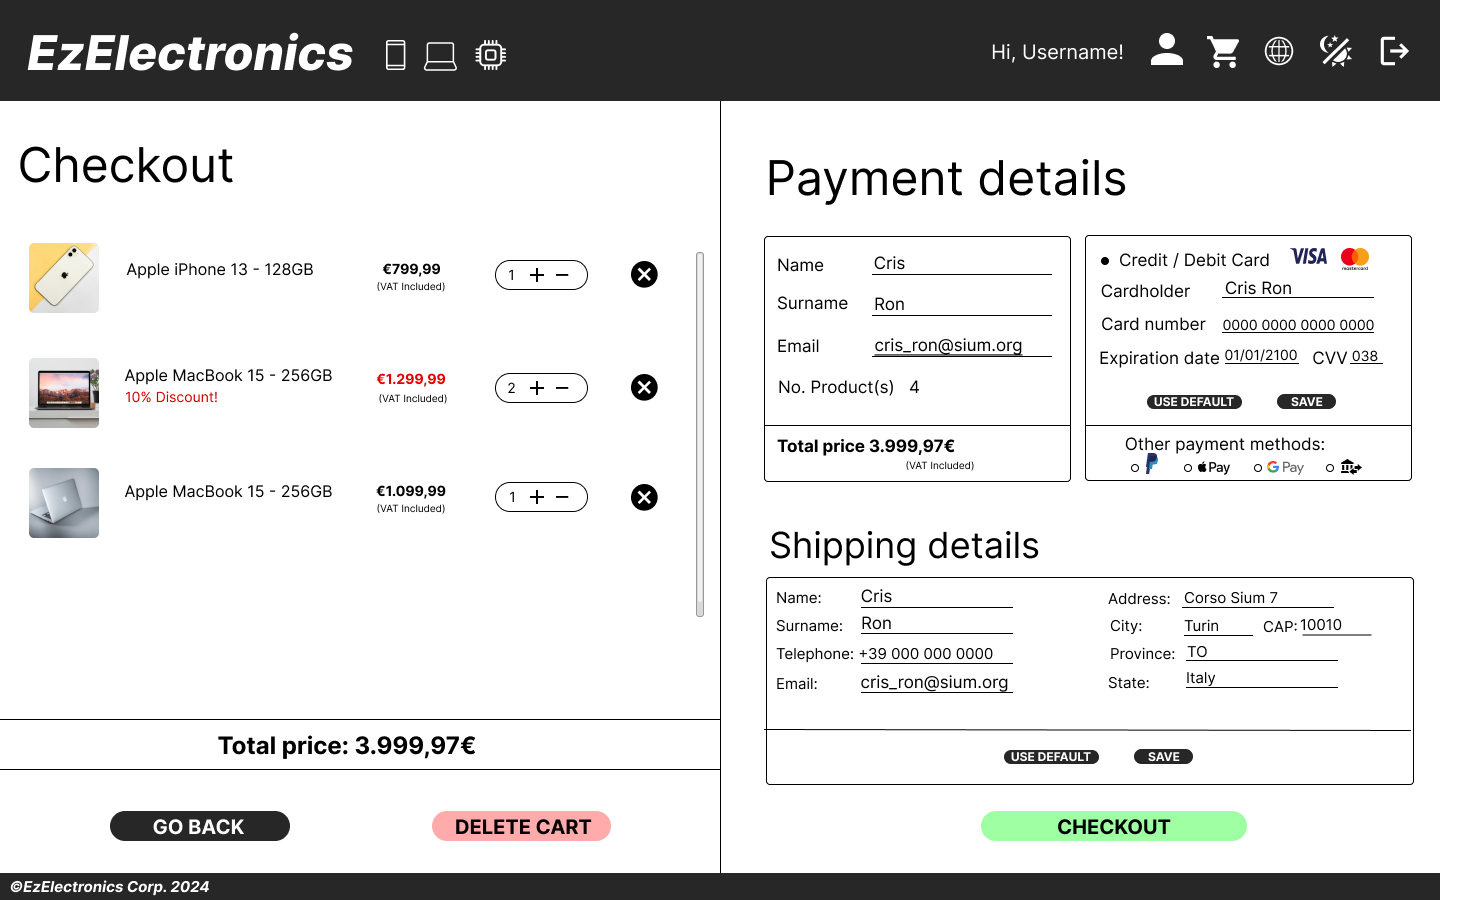 EzElectronics
Hi, Username!
Checkout
Apple iPhone 13 - 128GB
€799,99
(VAT Included)
1
Apple MacBook 15 - 256GB
10% Discount!
€1.299,99
(VAT Included)
2
Apple MacBook 15 - 256GB
€1.099,99
(VAT Included)
1
Total price: 3.999,97€
GO BACK
DELETE CART
Payment details
Name Cris
Surname Ron
Email cris_ron@sium.org
No. Product(s) 4
Total price 3.999,97€
(VAT Included)
Credit / Debit Card VISA mastercard
Cardholder Cris Ron
Card number 0000 0000 0000 0000
Expiration date 01/01/2100 CVV 038
USE DEFAULT SAVE
Other payment methods:
Pay G Pay
Shipping details
Name: Cris
Surname: Ron
Telephone: +39 000 000 0000
Email: cris_ron@sium.org
Address: Corso Sium 7
City: Turin CAP: 10010
Province: TO
State: Italy
USE DEFAULT SAVE
CHECKOUT
©EzElectronics Corp. 2024